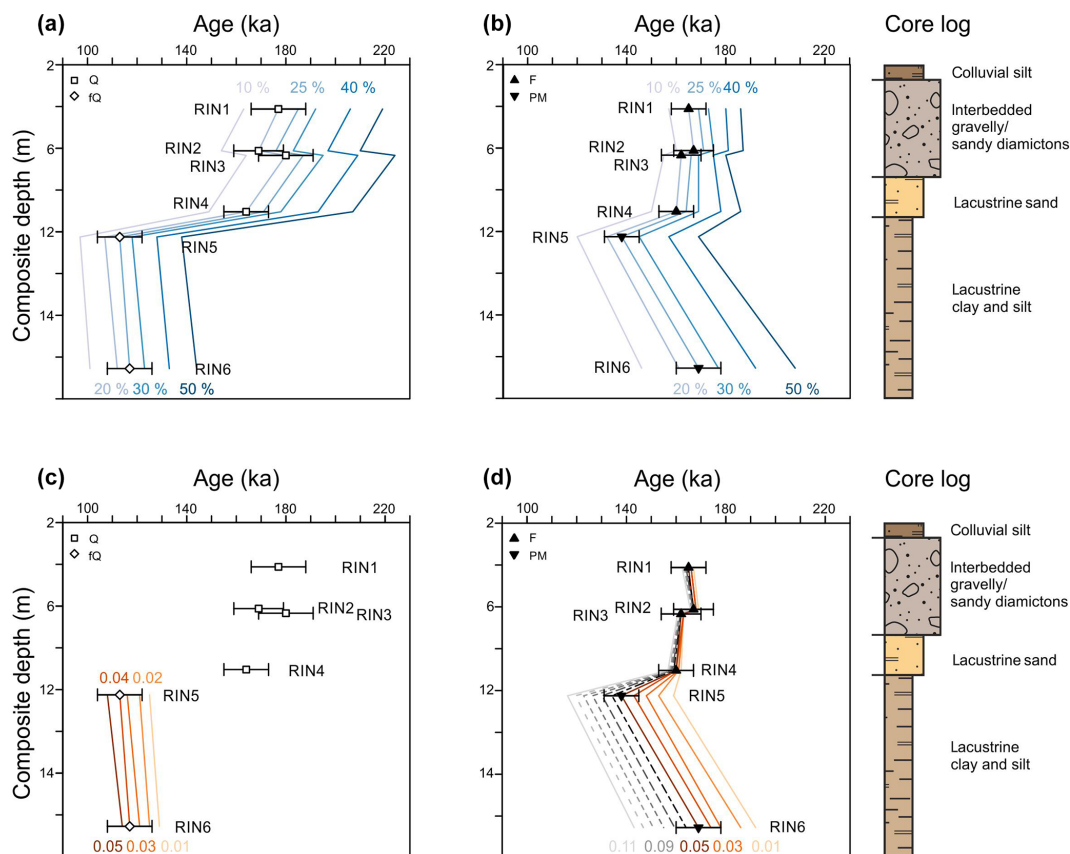 (a)
Age (ka)
100
140
180
220
Composite depth (m)
2
6
12
14
Q
fQ
10 %
25 %
40 %
RIN1
RIN2
RIN3
RIN4
RIN5
RIN6
20 %
30 %
50 %
(b)
Age (ka)
100
140
180
220
2
6
12
14
F
PM
10 %
25 %
40 %
RIN1
RIN2
RIN3
RIN4
RIN5
RIN6
20 %
30 %
50 %
Core log
Colluvial silt
Interbedded
gravelly/
sandy diamictons
Lacustrine sand
Lacustrine
clay and silt
(c)
Age (ka)
100
140
180
220
Composite depth (m)
2
6
12
14
Q
fQ
RIN1
RIN2
RIN3
RIN4
0.04
0.02
RIN5
RIN6
0.05
0.03
0.01
(d)
Age (ka)
100
140
180
220
2
6
12
14
F
PM
RIN1
RIN2
RIN3
RIN4
RIN5
RIN6
0.11
0.09
0.05
0.03
0.01
Core log
Colluvial silt
Interbedded
gravelly/
sandy diamictons
Lacustrine sand
Lacustrine
clay and silt